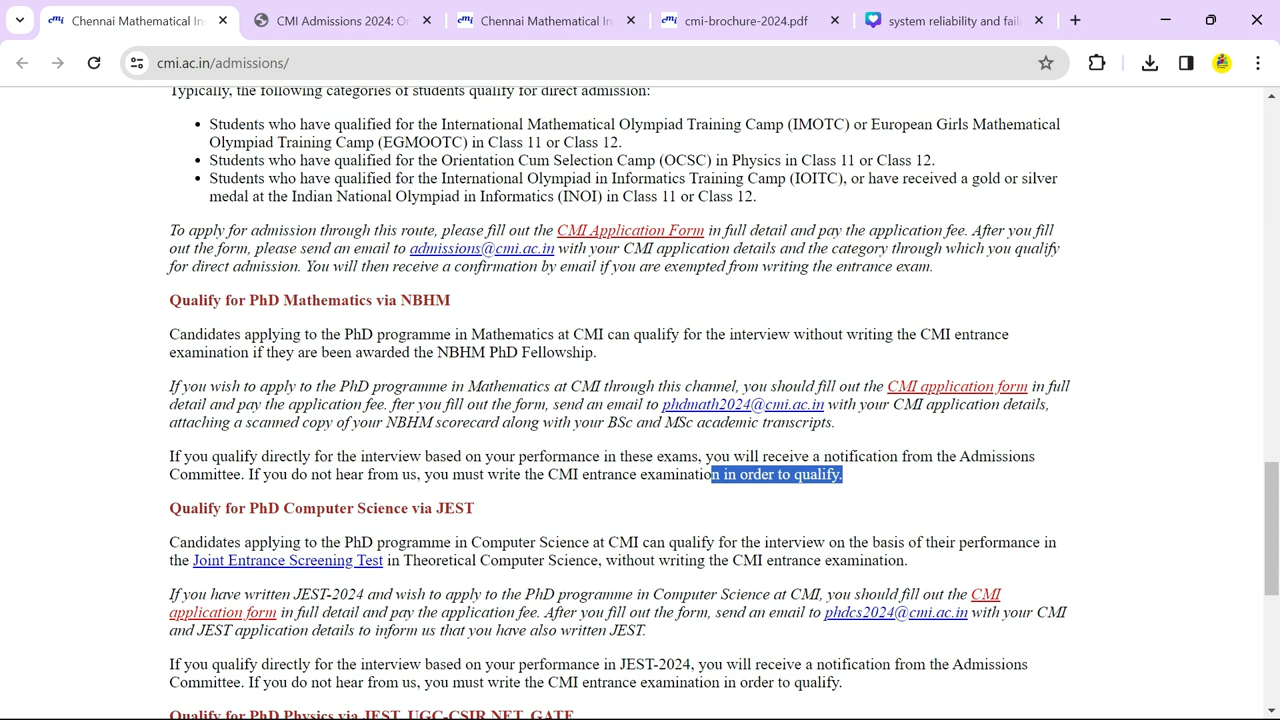 Chennai Mathematical In
CMI Admissions 2024: O
Chennai Mathematical In
cmi-brochure-2024.pdf
system reliability and fail
cmi.ac.in/admissions/
Typically, the following categories of students qualify for direct admission:
Students who have qualified for the International Mathematical Olympiad Training Camp (IMOTC) or European Girls Mathematical
Olympiad Training Camp (EGMOOTC) in Class 11 or Class 12.
Students who have qualified for the Orientation Cum Selection Camp (OCSC) in Physics in Class 11 or Class 12.
Students who have qualified for the International Olympiad in Informatics Training Camp (IOITC), or have received a gold or silver
medal at the Indian National Olympiad in Informatics (INOI) in Class 11 or Class 12.
To apply for admission through this route, please fill out the CMI Application Form in full detail and pay the application fee. After you fill
out the form, please send an email to admissions@cmi.ac.in with your CMI application details and the category through which you qualify
for direct admission. You will then receive a confirmation by email if you are exempted from writing the entrance exam.
Qualify for PhD Mathematics via NBHM
Candidates applying to the PhD programme in Mathematics at CMI can qualify for the interview without writing the CMI entrance
examination if they are been awarded the NBHM PhD Fellowship.
If you wish to apply to the PhD programme in Mathematics at CMI through this channel, you should fill out the CMI application form in full
detail and pay the application fee. fter you fill out the form, send an email to phdmath2024@cmi.ac.in with your CMI application details,
attaching a scanned copy of your NBHM scorecard along with your BSc and MSc academic transcripts.
If you qualify directly for the interview based on your performance in these exams, you will receive a notification from the Admissions
Committee. If you do not hear from us, you must write the CMI entrance examination in order to qualify.
Qualify for PhD Computer Science via JEST
Candidates applying to the PhD programme in Computer Science at CMI can qualify for the interview on the basis of their performance in
the Joint Entrance Screening Test in Theoretical Computer Science, without writing the CMI entrance examination.
If you have written JEST-2024 and wish to apply to the PhD programme in Computer Science at CMI, you should fill out the CMI
application form in full detail and pay the application fee. After you fill out the form, send an email to phdcs2024@cmi.ac.in with your CMI
and JEST application details to inform us that you have also written JEST.
If you qualify directly for the interview based on your performance in JEST-2024, you will receive a notification from the Admissions
Committee. If you do not hear from us, you must write the CMI entrance examination in order to qualify.
Qualify for PhD Physics via JEST, UGC-CSIR NET, GATE